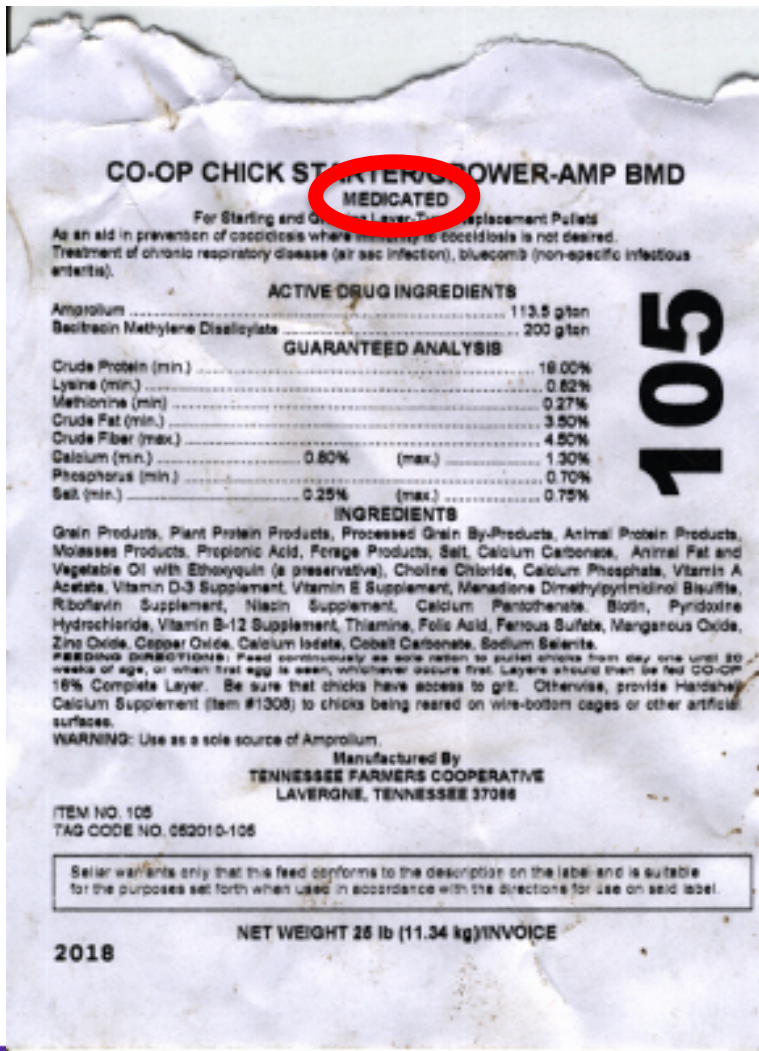 CO-OP CHICK STARTER/GROWER-AMP BMD
MEDICATED
For Starting and Growing Layer-Type Replacement Pullets
As an aid in prevention of coccidiosis where immunity to coccidiosis is not desired.
Treatment of chronic respiratory disease (air sac infection), bluecomb (non-specific infectious
enteritis).
ACTIVE DRUG INGREDIENTS
Amprolium 113.5 g/ton
Bacitracin Methylene Disalicylate 200 g/ton
GUARANTEED ANALYSIS
Crude Protein (min.) 18.00%
Lysine (min.) 0.82%
Methionine (min) 0.27%
Crude Fat (min.) 3.50%
Crude Fiber (max.) 4.50%
Calcium (min.) 0.80% (max.) 1.30%
Phosphorus (min.) 0.70%
Salt (min.) 0.25% (max.) 0.75%
105
INGREDIENTS
Grain Products, Plant Protein Products, Processed Grain By-Products, Animal Protein Products,
Molasses Products, Propionic Acid, Forage Products, Salt, Calcium Carbonate, Animal Fat and
Vegetable Oil with Ethoxyquin (a preservative), Choline Chloride, Calcium Phosphate, Vitamin A
Acetate, Vitamin D-3 Supplement, Vitamin E Supplement, Menadione Dimethylpyrimidinol Bisulfite,
Riboflavin Supplement, Niacin Supplement, Calcium Pantothenate, Biotin, Pyridoxine
Hydrochloride, Vitamin B-12 Supplement, Thiamine, Folic Acid, Ferrous Sulfate, Manganous Oxide,
Zinc Oxide, Copper Oxide, Calcium Iodate, Cobalt Carbonate, Sodium Selenite.
FEEDING DIRECTIONS: Feed continuously as sole ration to pullet chicks from day one until 20
weeks of age, or when first egg is seen, whichever occurs first. Layers should then be fed CO-OP
16% Complete Layer. Be sure that chicks have access to grit. Otherwise, provide Hardshell
Calcium Supplement (Item #1308) to chicks being reared on wire-bottom cages or other artificial
surfaces.
WARNING: Use as a sole source of Amprolium.
Manufactured By
TENNESSEE FARMERS COOPERATIVE
LAVERGNE, TENNESSEE 37086
ITEM NO. 105
TAG CODE NO. 052010-105
Seller warrants only that this feed conforms to the description on the label and is suitable
for the purposes set forth when used in accordance with the directions for use on said label.
NET WEIGHT 25 lb (11.34 kg)/INVOICE
2018